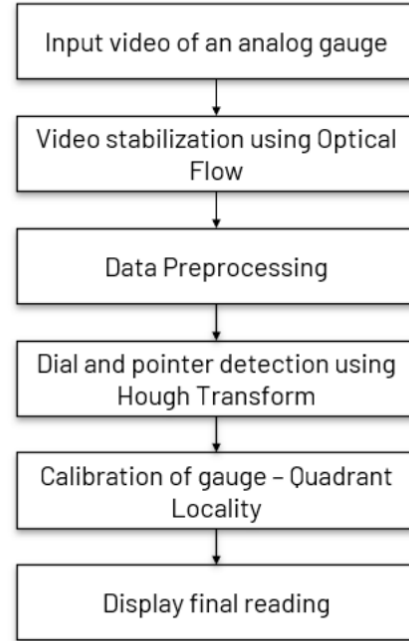 Input video of an analog gauge
Video stabilization using Optical
Flow
Data Preprocessing
Dial and pointer detection using
Hough Transform
Calibration of gauge – Quadrant
Locality
Display final reading